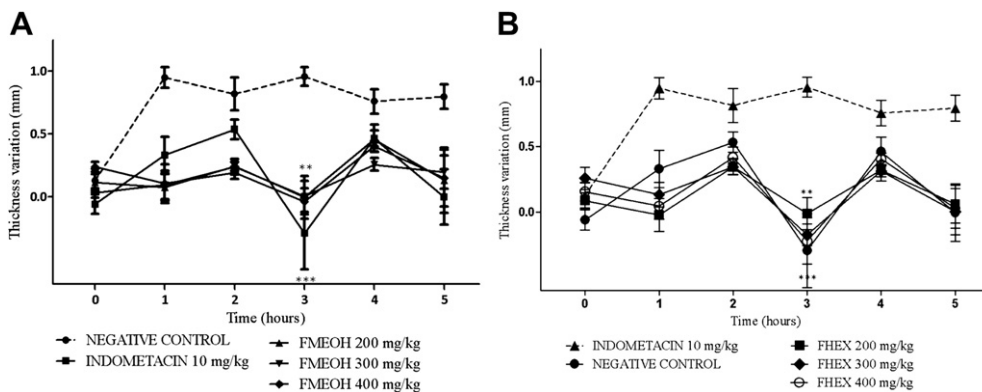 A
Thickness variation (mm)
1.0
0.5
0.0
**
***
0 1 2 3 4 5
Time (hours)
NEGATIVE CONTROL
INDOMETACIN 10 mg/kg
FMEOH 200 mg/kg
FMEOH 300 mg/kg
FMEOH 400 mg/kg
B
Thickness variation (mm)
1.0
0.5
0.0
**
***
0 1 2 3 4 5
Time (hours)
INDOMETACIN 10 mg/kg
NEGATIVE CONTROL
FHEX 200 mg/kg
FHEX 300 mg/kg
FHEX 400 mg/kg